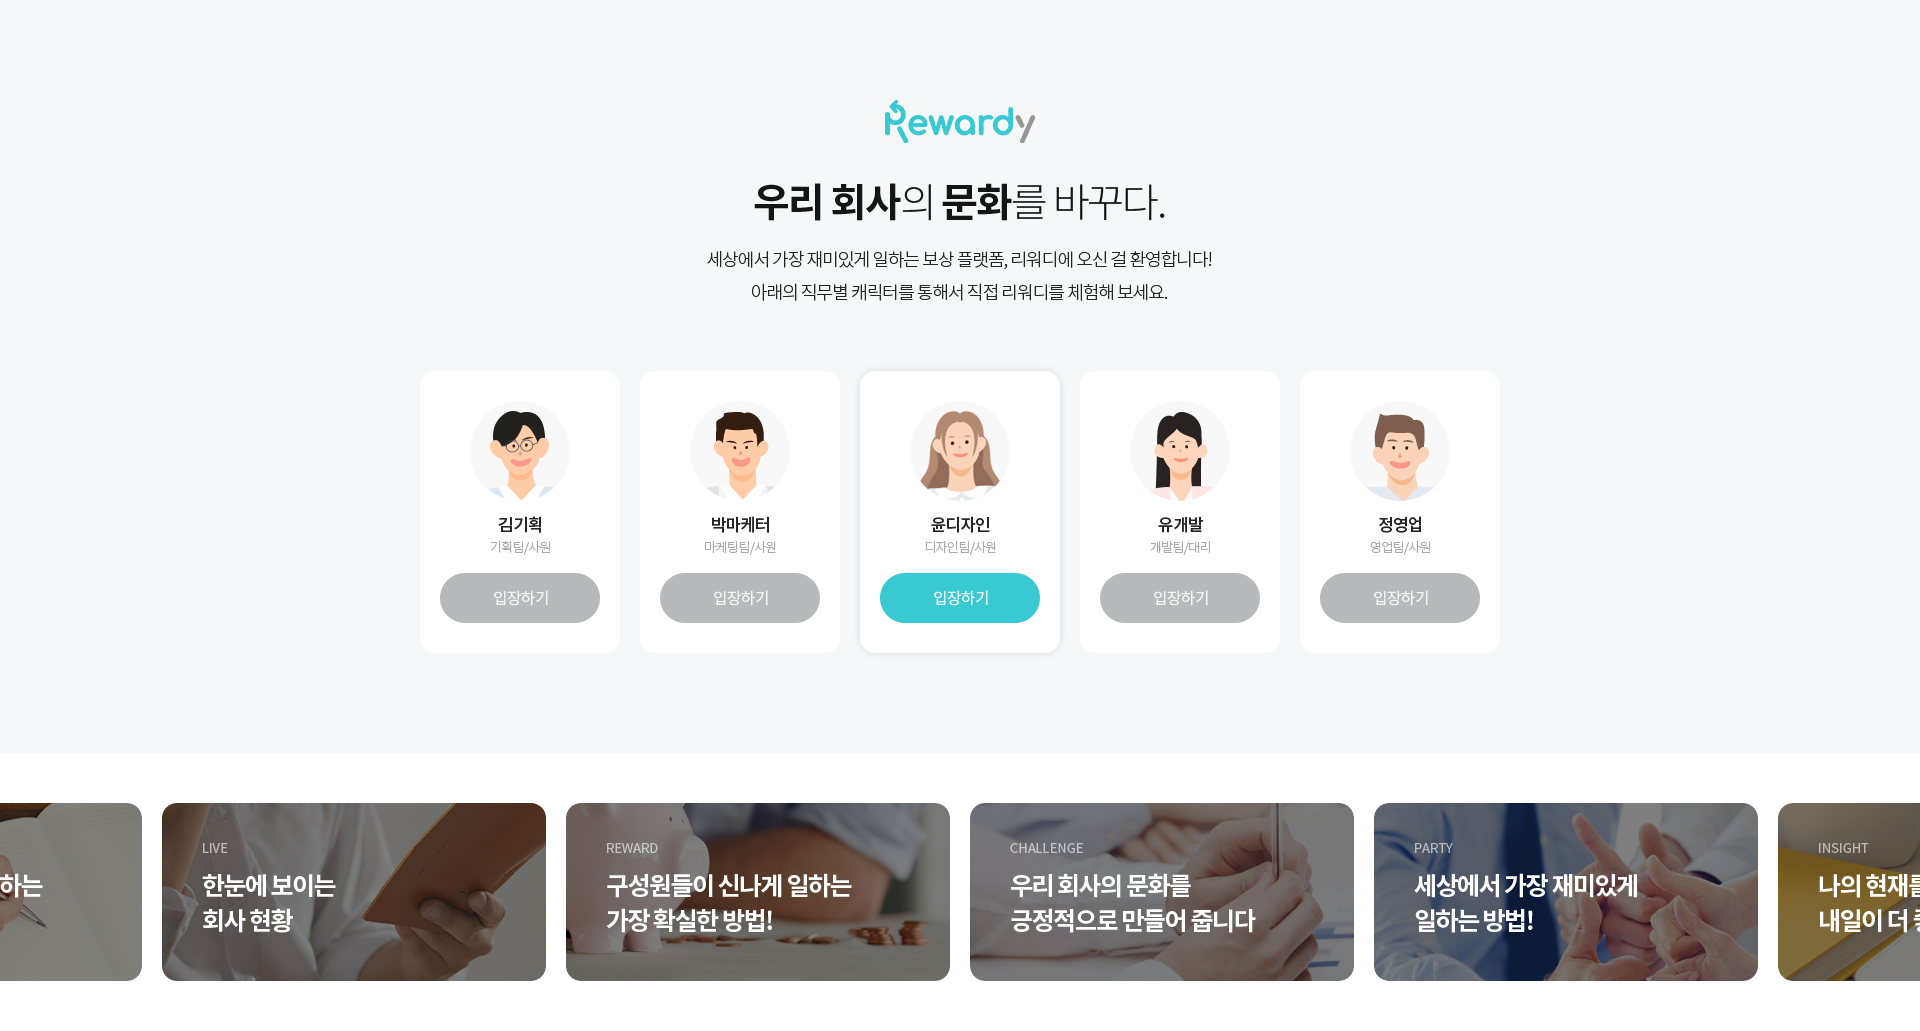 Rewardy
우리 회사의 문화를 바꾸다.
세상에서 가장 재미있게 일하는 보상 플랫폼, 리워디에 오신 걸 환영합니다!
아래의 직무별 캐릭터를 통해서 직접 리워디를 체험해 보세요.
김기획
기획팀/사원
입장하기
박마케터
마케팅팀/사원
입장하기
윤디자인
디자인팀/사원
입장하기
유개발
개발팀/대리
입장하기
정영업
영업팀/사원
입장하기
하는
LIVE
한눈에 보이는
회사 현황
REWARD
구성원들이 신나게 일하는
가장 확실한 방법!
CHALLENGE
우리 회사의 문화를
긍정적으로 만들어 줍니다
PARTY
세상에서 가장 재미있게
일하는 방법!
INSIGHT
나의 현재를
내일이 더